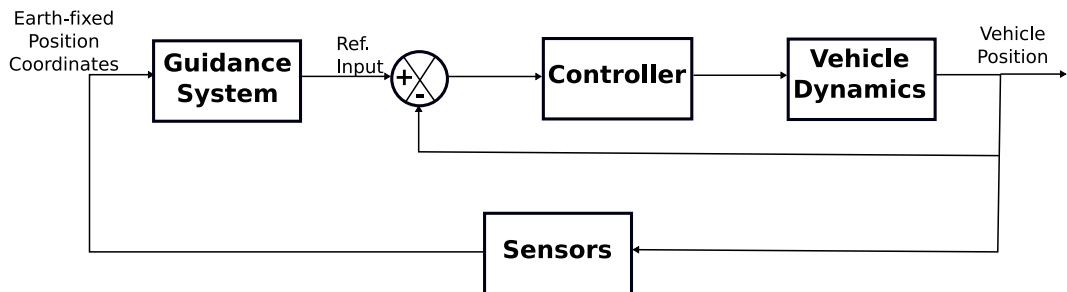 Earth-fixed
Position
Coordinates
Guidance
System
Ref.
Input
+
-
Controller
Vehicle
Dynamics
Vehicle
Position
Sensors